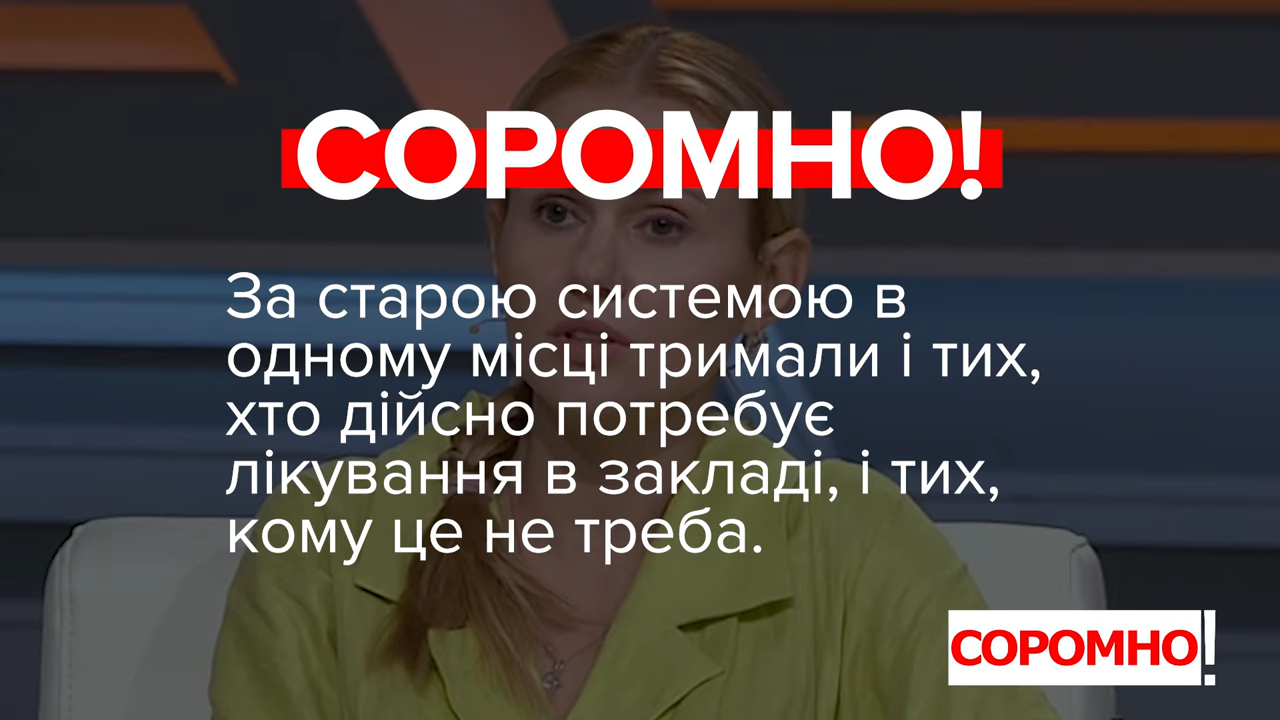 СОРОМНО!
За старою системою в
одному місці тримали і тих,
хто дійсно потребує
лікування в закладі, і тих,
кому це не треба.
СОРОМНО!